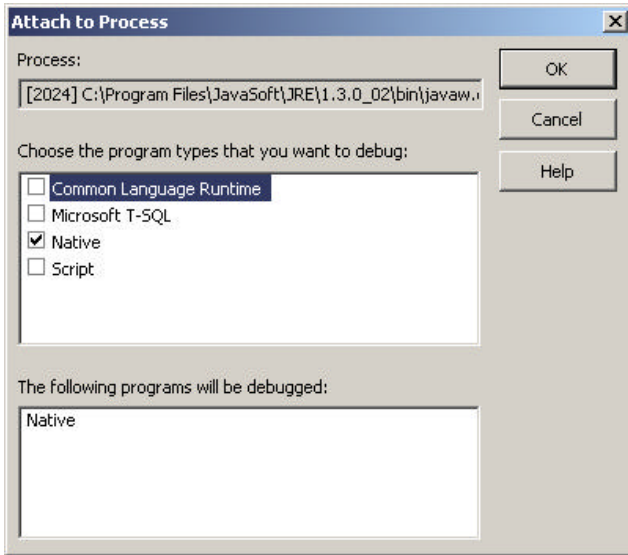 Attach to Process
Process:
[2024] C:\Program Files\JavaSoft\JRE\1.3.0_02\bin\javaw.
OK
Cancel
Choose the program types that you want to debug:
Help
Common Language Runtime
Microsoft T-SQL
Native
Script
The following programs will be debugged:
Native